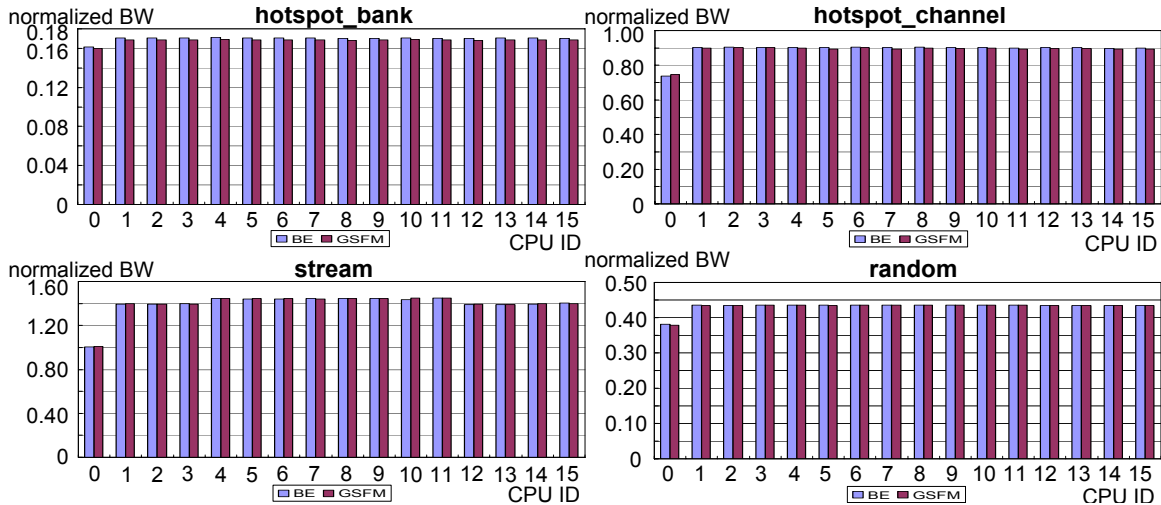 normalized BW
hotspot_bank
0.18
0.16
0.12
0.08
0.04
0
0 1 2 3 4 5 6 7 8 9 10 11 12 13 14 15
BE GSFM
CPU ID
hotspot_channel
normalized BW
1.00
0.80
0.60
0.40
0.20
0
0 1 2 3 4 5 6 7 8 9 10 11 12 13 14 15
BE GSFM
CPU ID
normalized BW
stream
1.60
1.20
0.80
1.40
0
0 1 2 3 4 5 6 7 8 9 10 11 12 13 14 15
BE GSFM
CPU ID
normalized BW
random
0.50
0.40
0.30
0.20
0.10
0
0 1 2 3 4 5 6 7 8 9 10 11 12 13 14 15
BE GSFM
CPU ID